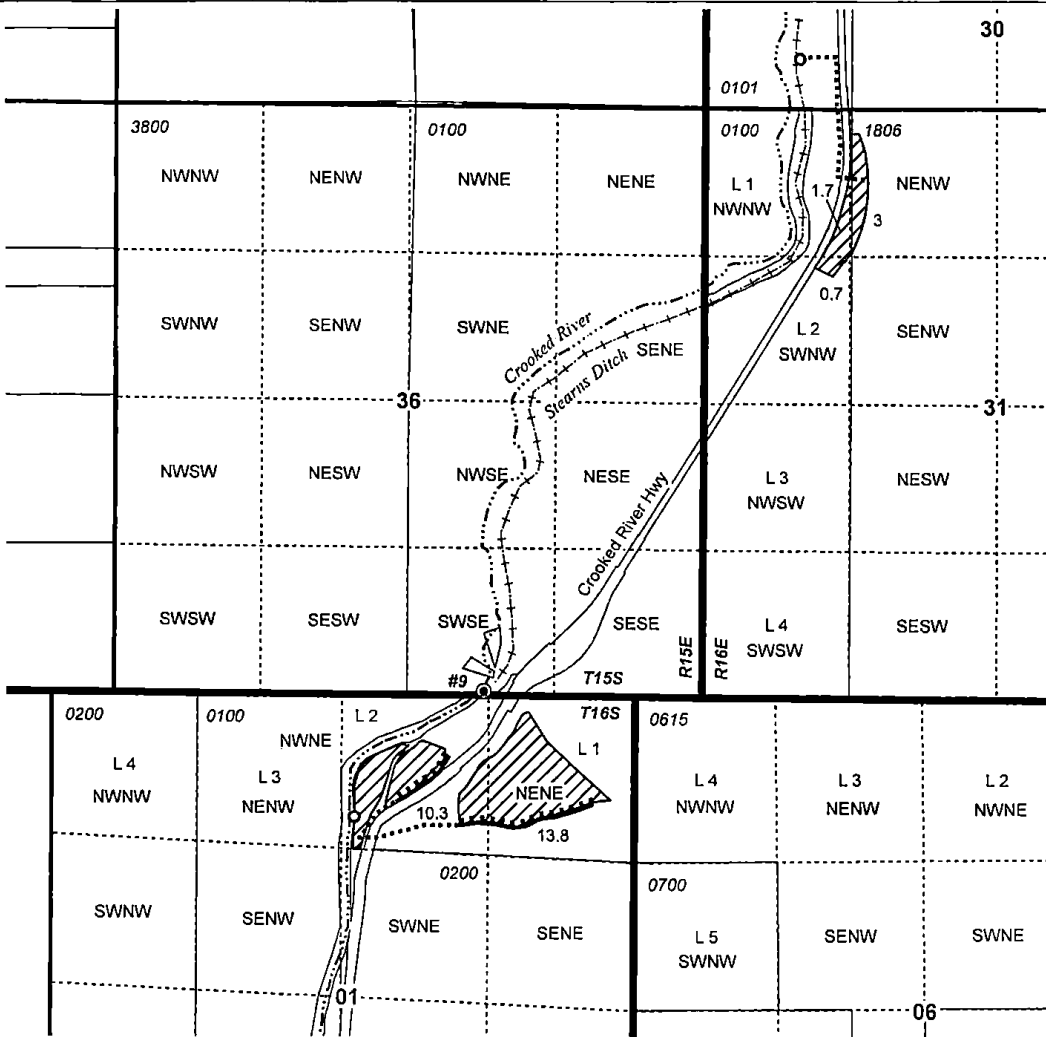 30
0101
3800
0100
0100
1806
NWNW
NENW
NWNE
NENE
L 1
NWNW
1.7
NENW
3
0.7
SWNW
SENW
SWNE
Crooked River
Stearns Ditch
SENE
L 2
SWNW
SENW
36
31
NWSW
NESW
NWSE
NESE
Crooked River Hwy
L 3
NWSW
NESW
SWSW
SESW
SWSE
SESE
R15E
R16E
L 4
SWSW
SESW
#9
T15S
0200
0100
L 2
T16S
0615
NWNE
L 1
L 4
NWNW
L 3
NENW
NENE
L 4
NWNW
L 3
NENW
L 2
NWNE
10.3
13.8
0200
0700
SWNW
SENW
SWNE
SENE
L 5
SWNW
SENW
SWNE
01
06